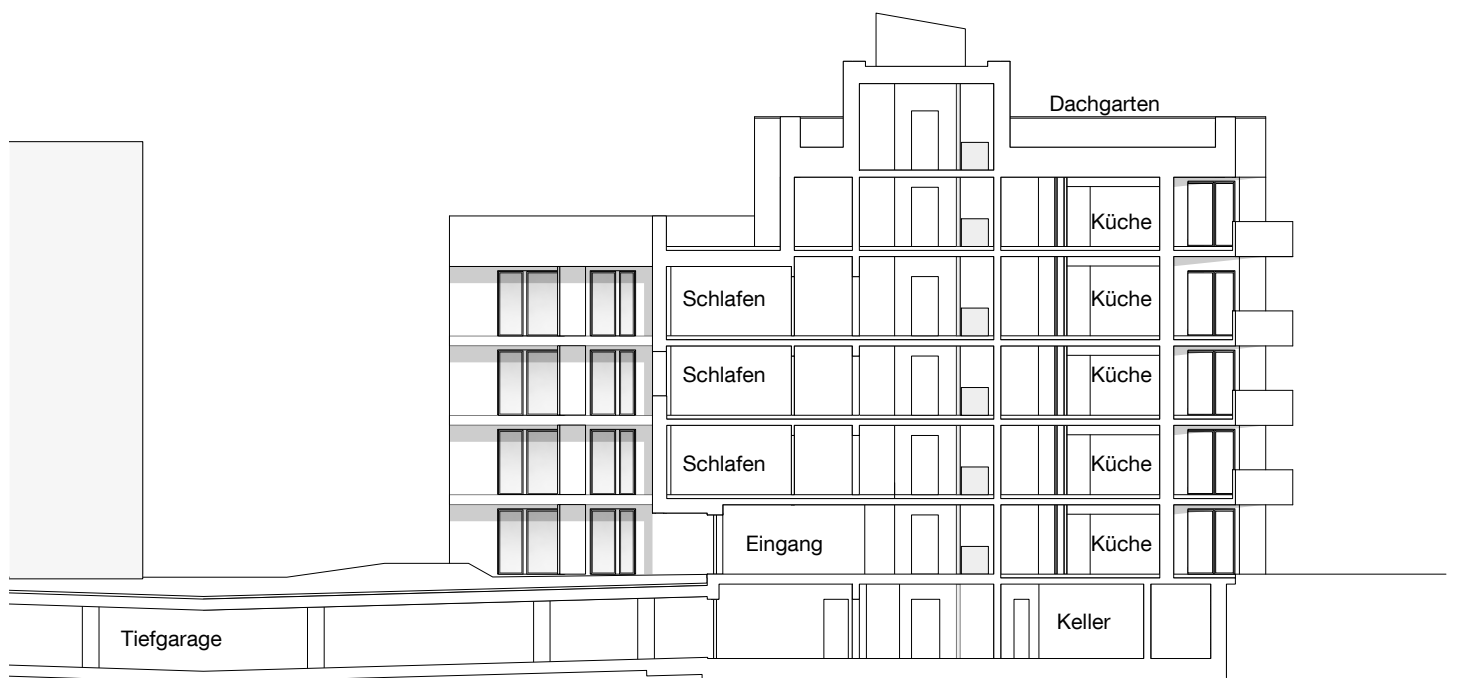 Dachgarten
Küche
Schlafen
Küche
Schlafen
Küche
Schlafen
Küche
Eingang
Küche
Tiefgarage
Keller